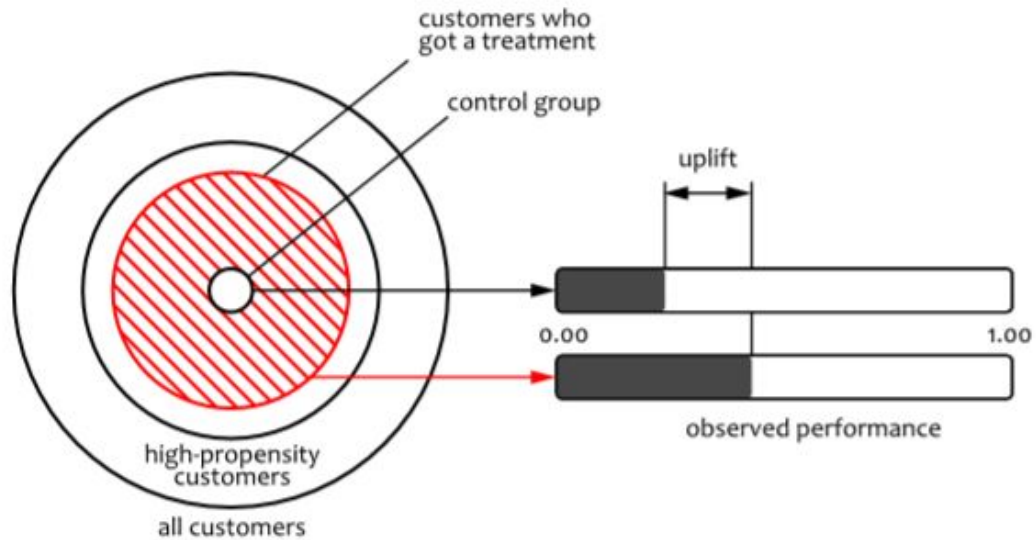 customers who
got a treatment
control group
uplift
0.00
1.00
observed performance
high-propensity
customers
all customers